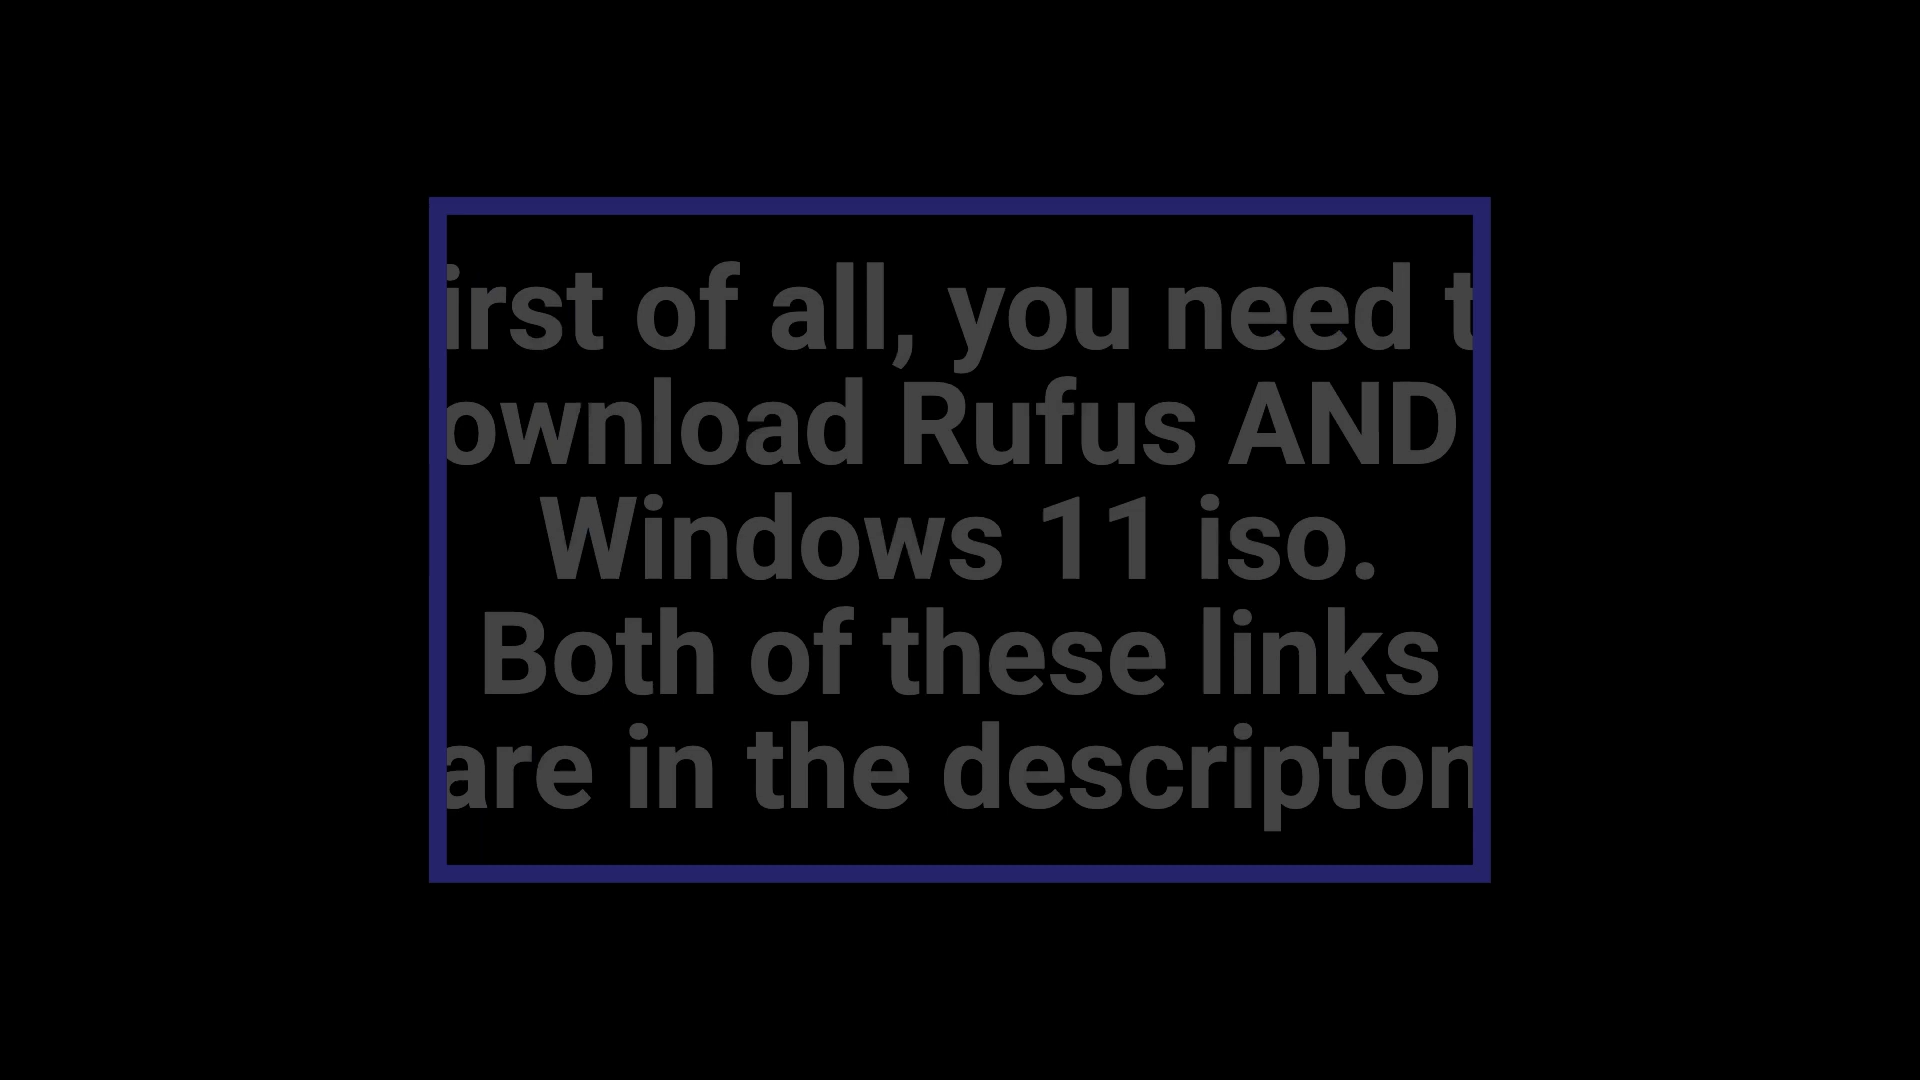 irst of all, you need t
ownload Rufus AND
Windows 11 iso.
Both of these links
are in the descripton